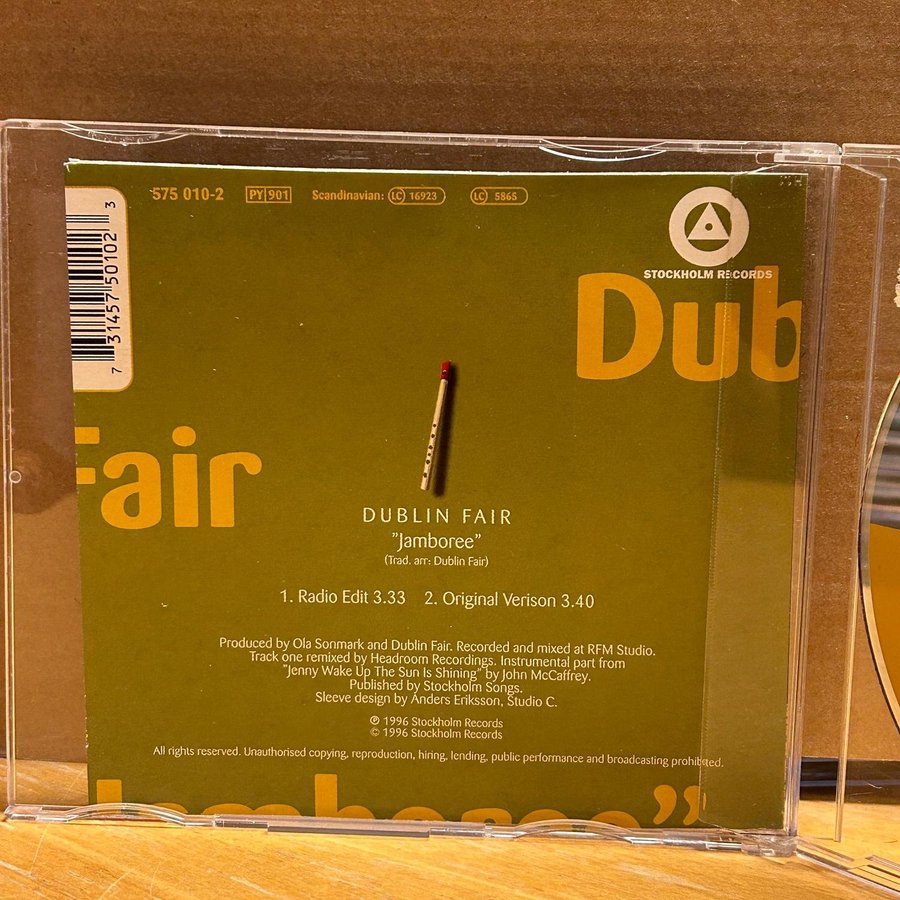 575 010-2 PY 901 Scandinavian: LC 16923 LC 5865
7 31457 50102 3
STOCKHOLM RECORDS
Dub
Fair
DUBLIN FAIR
"Jamboree"
(Trad. arr: Dublin Fair)
1. Radio Edit 3.33 2. Original Verison 3.40
Produced by Ola Sonmark and Dublin Fair. Recorded and mixed at RFM Studio.
Track one remixed by Headroom Recordings. Instrumental part from
"Jenny Wake Up The Sun Is Shining" by John McCaffrey.
Published by Stockholm Songs.
Sleeve design by Anders Eriksson, Studio C.
℗ 1996 Stockholm Records
© 1996 Stockholm Records
All rights reserved. Unauthorised copying, reproduction, hiring, lending, public performance and broadcasting prohibited.
Jamboree"